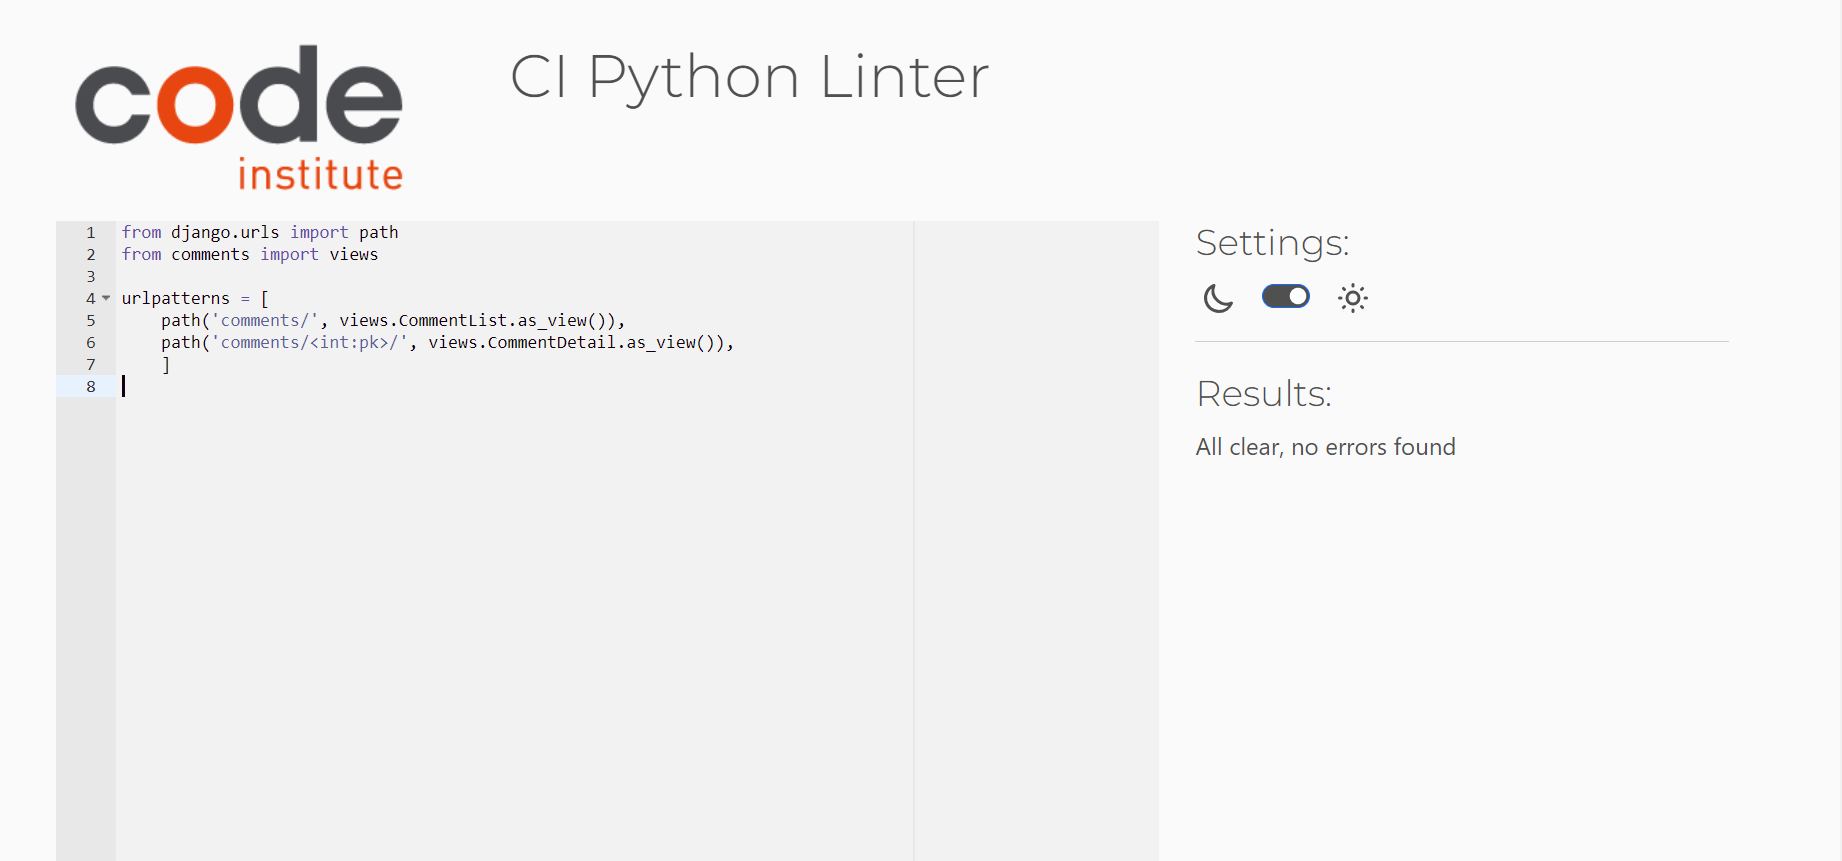 code
institute
CI Python Linter
1 from django.urls import path
2 from comments import views
3
4 urlpatterns = [
5     path('comments/', views.CommentList.as_view()),
6     path('comments/<int:pk>/', views.CommentDetail.as_view()),
7     ]
8
Settings:
Results:
All clear, no errors found